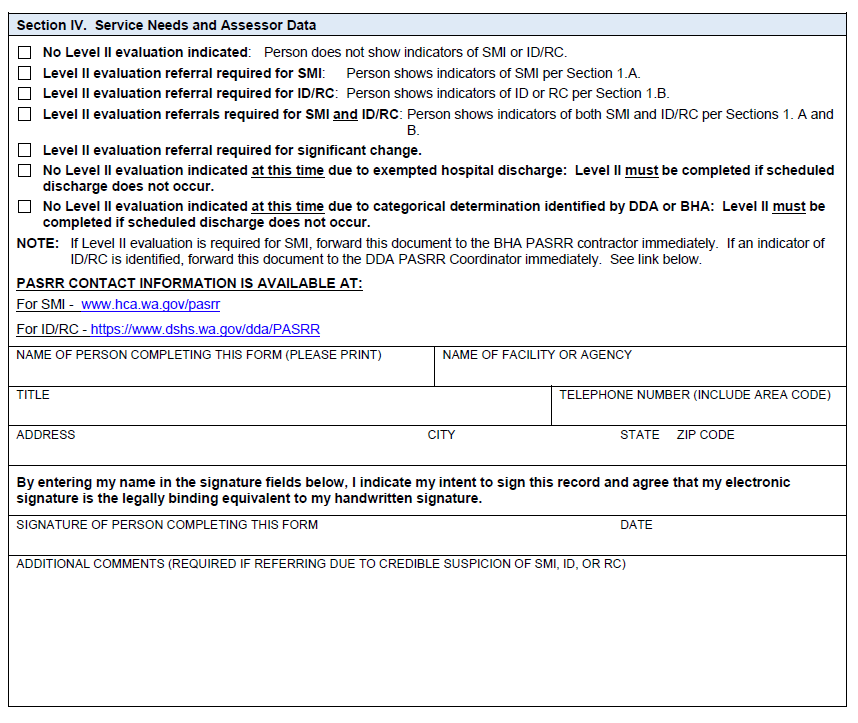 Section IV. Service Needs and Assessor Data
No Level II evaluation indicated: Person does not show indicators of SMI or ID/RC.
Level II evaluation referral required for SMI: Person shows indicators of SMI per Section 1.A.
Level II evaluation referral required for ID/RC: Person shows indicators of ID or RC per Section 1.B.
Level II evaluation referrals required for SMI and ID/RC: Person shows indicators of both SMI and ID/RC per Sections 1. A and
B.
Level II evaluation referral required for significant change.
No Level II evaluation indicated at this time due to exempted hospital discharge: Level II must be completed if scheduled
discharge does not occur.
No Level II evaluation indicated at this time due to categorical determination identified by DDA or BHA: Level II must be
completed if scheduled discharge does not occur.
NOTE: If Level II evaluation is required for SMI, forward this document to the BHA PASRR contractor immediately. If an indicator of
ID/RC is identified, forward this document to the DDA PASRR Coordinator immediately. See link below.
PASRR CONTACT INFORMATION IS AVAILABLE AT:
For SMI - www.hca.wa.gov/pasrr
For ID/RC - https://www.dshs.wa.gov/dda/PASRR
NAME OF PERSON COMPLETING THIS FORM (PLEASE PRINT) NAME OF FACILITY OR AGENCY
TITLE TELEPHONE NUMBER (INCLUDE AREA CODE)
ADDRESS CITY STATE ZIP CODE
By entering my name in the signature fields below, I indicate my intent to sign this record and agree that my electronic
signature is the legally binding equivalent to my handwritten signature.
SIGNATURE OF PERSON COMPLETING THIS FORM DATE
ADDITIONAL COMMENTS (REQUIRED IF REFERRING DUE TO CREDIBLE SUSPICION OF SMI, ID, OR RC)